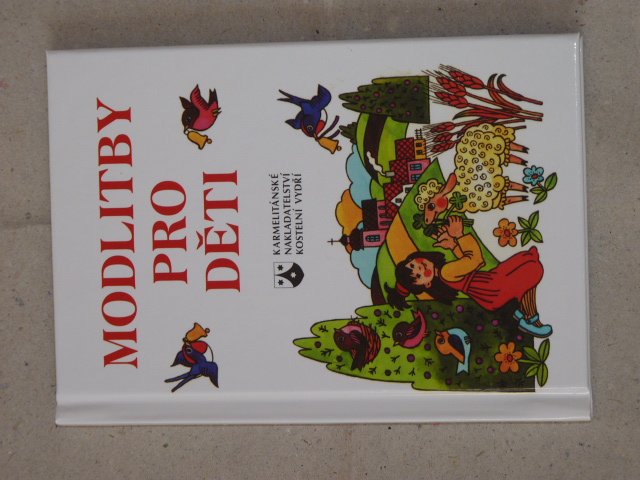 MODLITBY
PRO
DĚTI
KARMELITÁNSKÉ
NAKLADATELSTVÍ
KOSTELNÍ VYDŘÍ